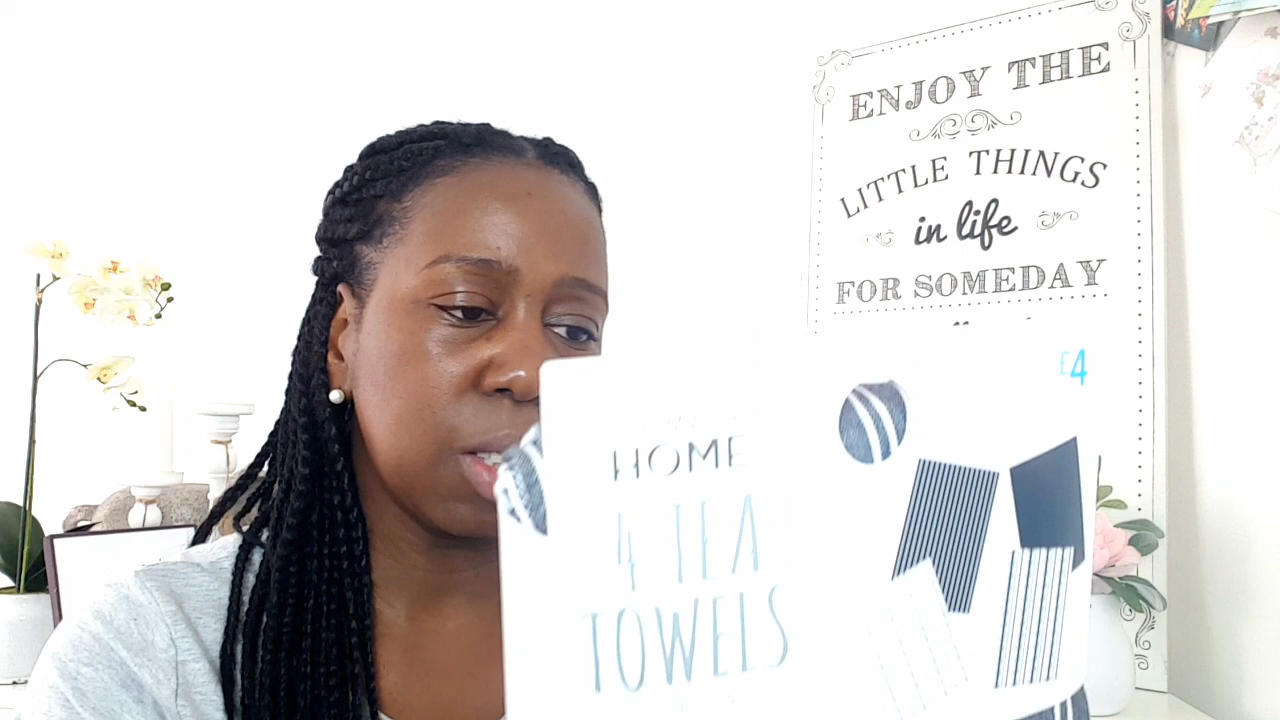 ENJOY THE
LITTLE THINGS
in life
FOR SOMEDAY
£4
HOME
4 TEA
TOWELS